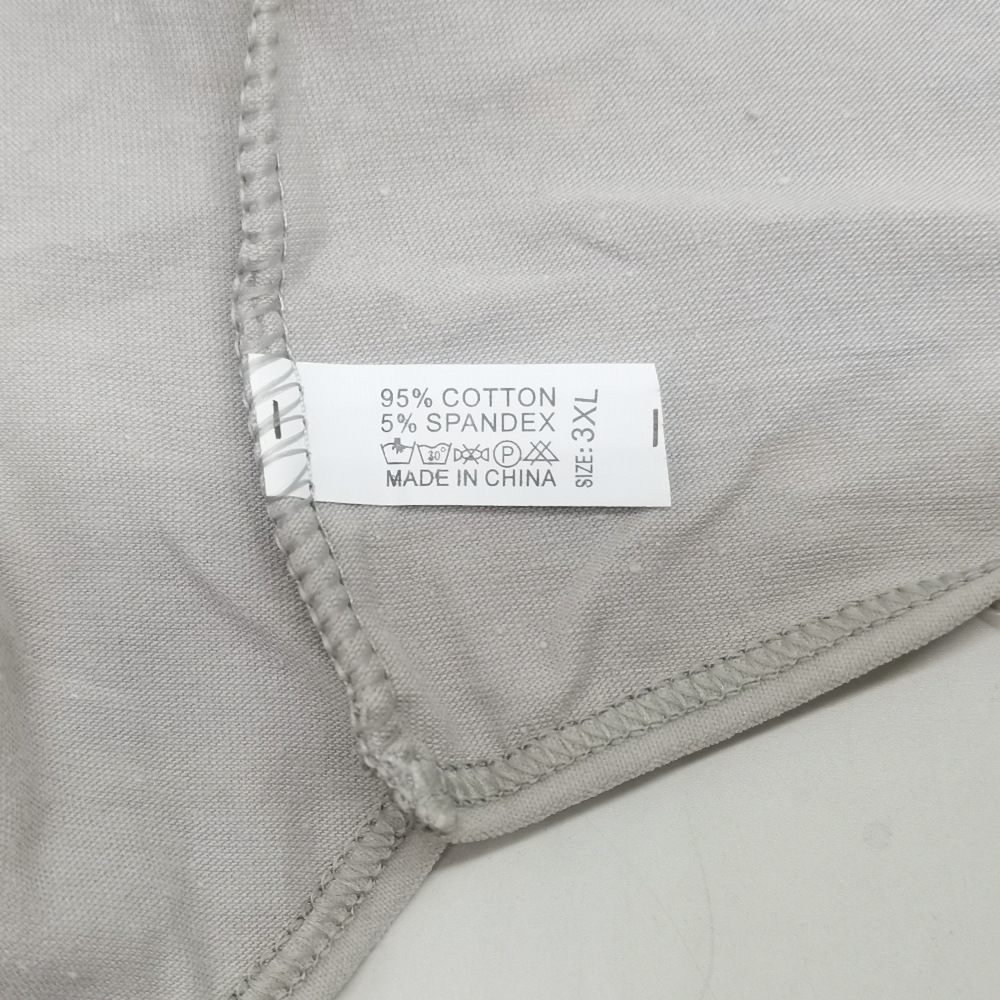 95% COTTON
5% SPANDEX
30°
P
MADE IN CHINA
SIZE: 3XL